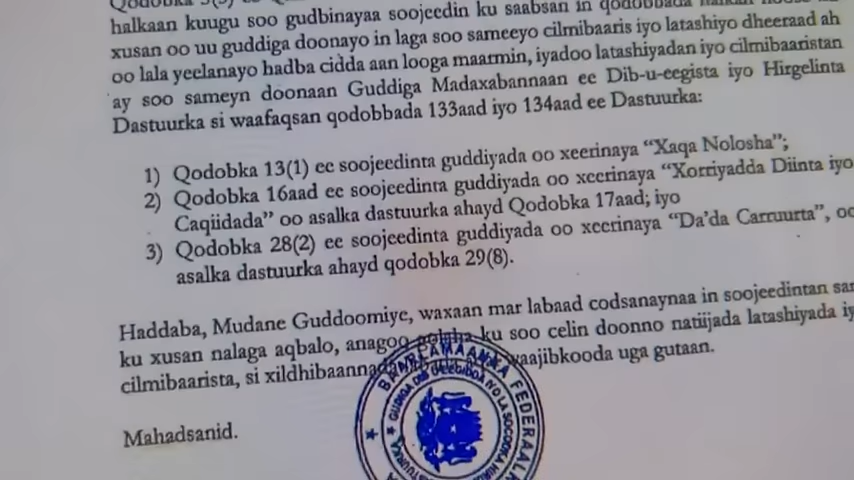 halkaan kuugu soo gudbinayaa soojeedin ku saabsan in qodobbada
xusan oo uu guddiga doonayo in laga soo sameeyo cilmibaaris iyo latashiyo dheeraad ah
oo lala yeelanayo hadba cidda aan looga maarmin, iyadoo latashiyadan iyo cilmibaaristan
ay soo sameyn doonaan Guddiga Madaxabannaan ee Dib-u-eegista iyo Hirgelinta
Dastuurka si waafaqsan qodobbada 133aad iyo 134aad ee Dastuurka:
1) Qodobka 13(1) ee soojeedinta guddiyada oo xeerinaya “Xaqa Nolosha”;
2) Qodobka 16aad ee soojeedinta guddiyada oo xeerinaya “Xorriyadda Diinta iyo
Caqiidada” oo asalka dastuurka ahayd Qodobka 17aad; iyo
3) Qodobka 28(2) ee soojeedinta guddiyada oo xeerinaya “Da’da Carruurta”, oo
asalka dastuurka ahayd qodobka 29(8).
Haddaba, Mudane Guddoomiye, waxaan mar labaad codsanaynaa in soojeedintan
ku xusan nalaga aqbalo, anagoo ku soo celin doonno natiijada latashiyada
cilmibaarista, si xildhibaannada waajibkooda uga gutaan.
Mahadsanid.
BAARLAMAANKA FEDERAAL